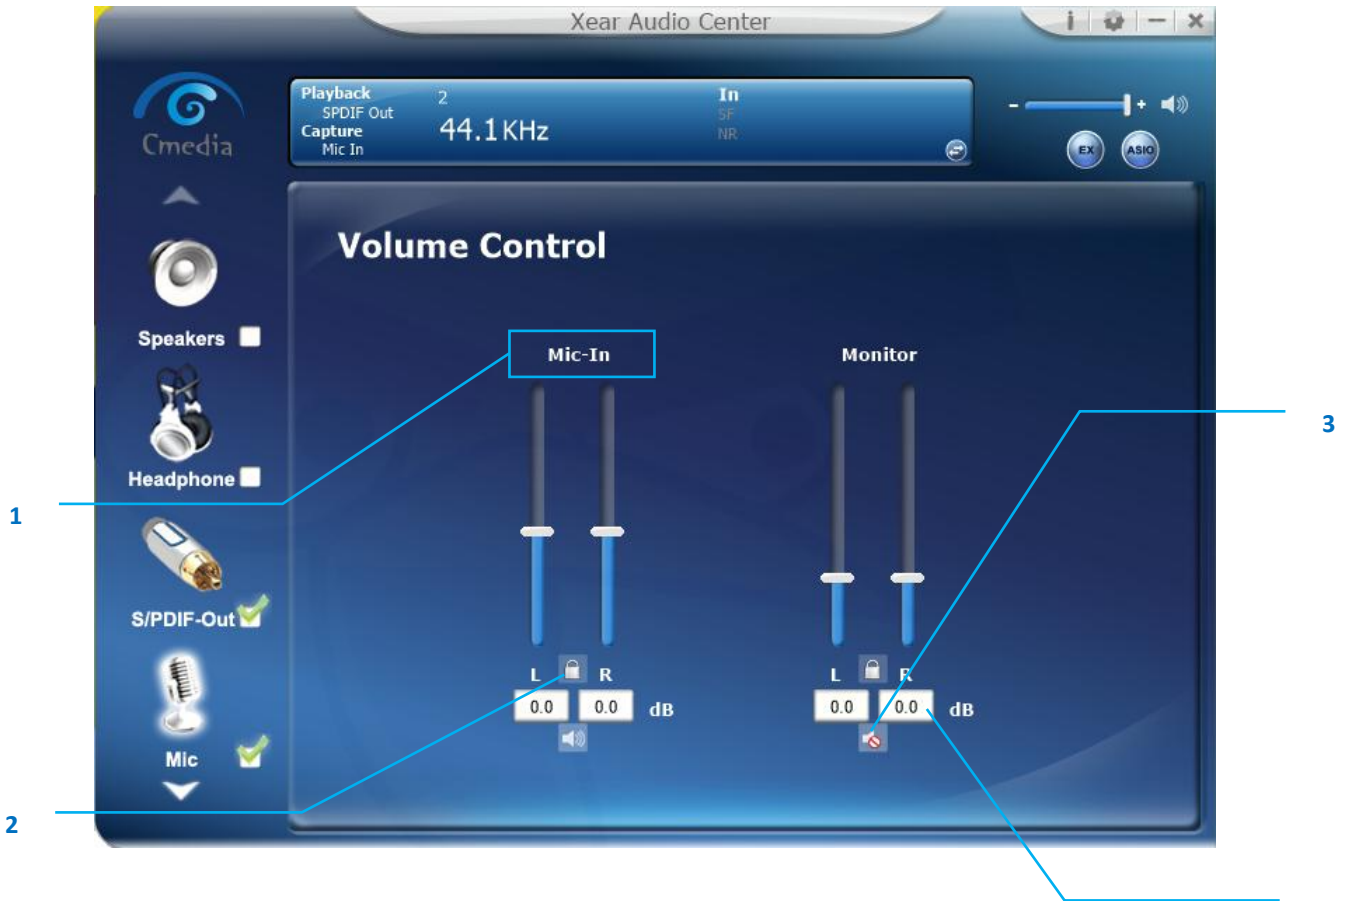 Xear Audio Center
i
Cmedia
Playback
SPDIF Out
Capture
Mic In
2
44.1KHz
In
SF
NR
- +
EX ASIO
Volume Control
Speakers
Headphone
S/PDIF-Out
Mic
Mic-In
Monitor
L R
0.0 0.0 dB
L R
0.0 0.0 dB
1
2
3